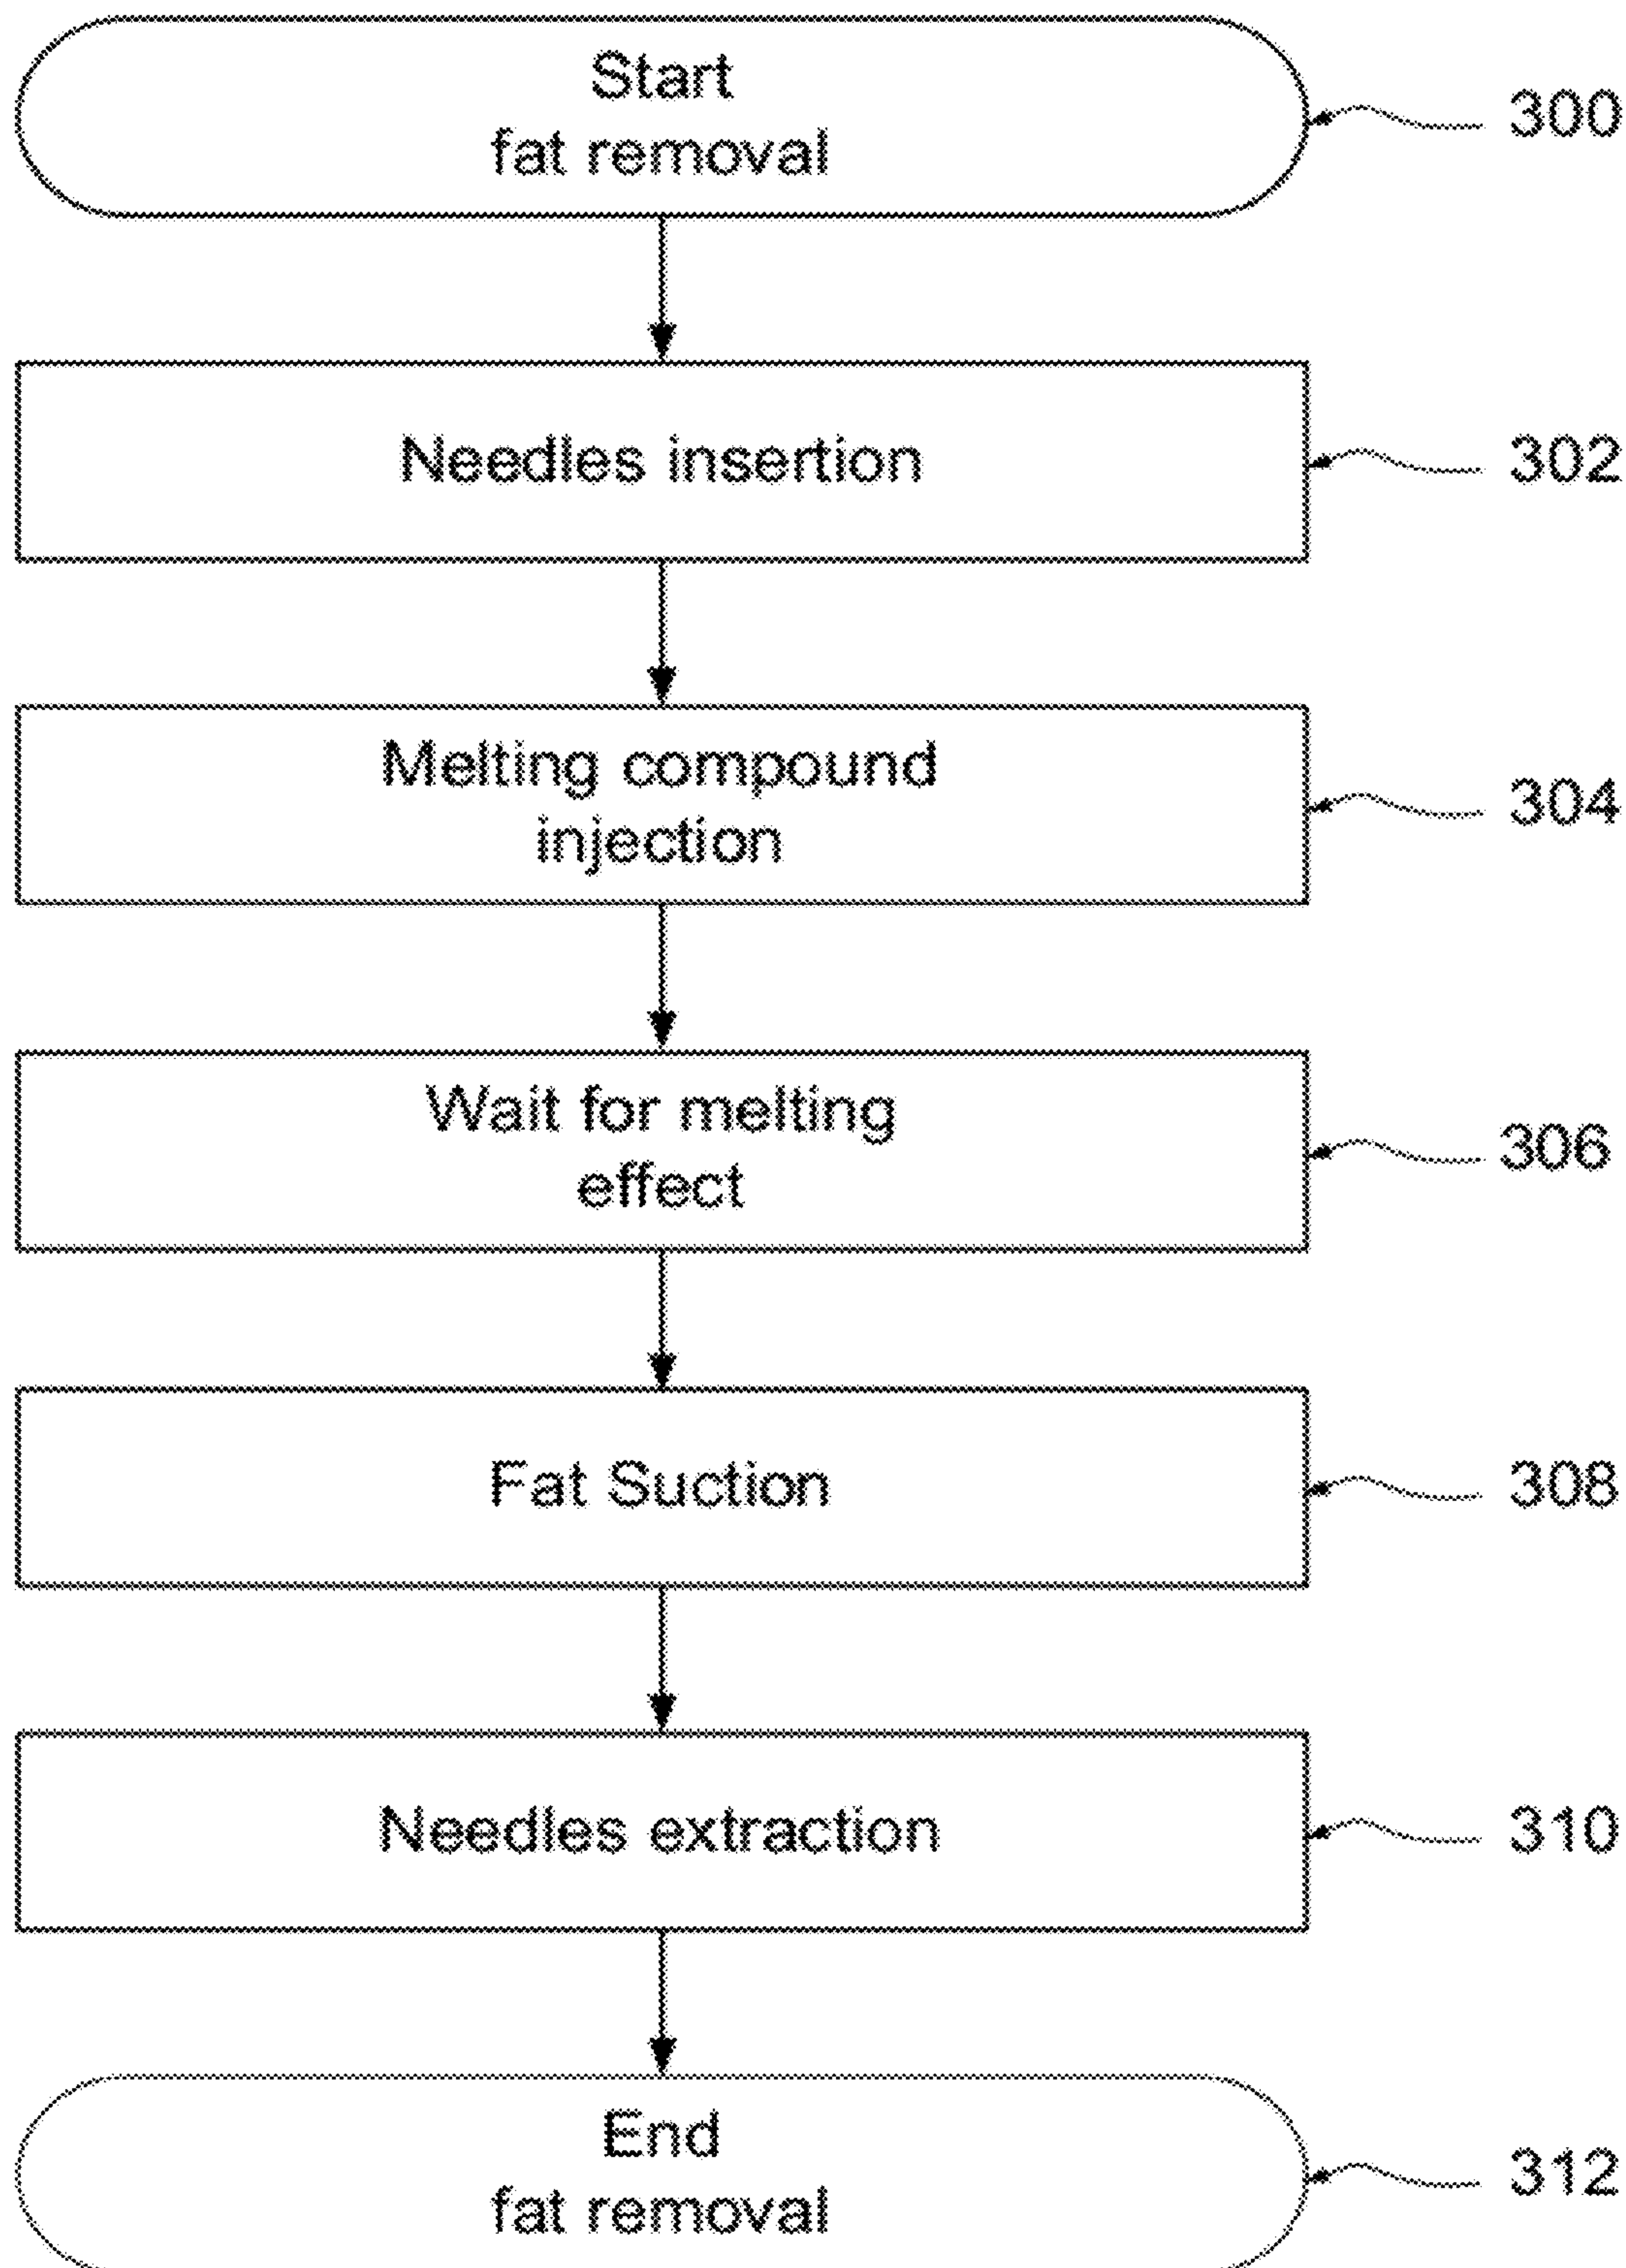 Start
fat removal
300
Needles insertion
302
Melting compound
injection
304
Wait for melting
effect
306
Fat Suction
308
Needles extraction
310
End
fat removal
312